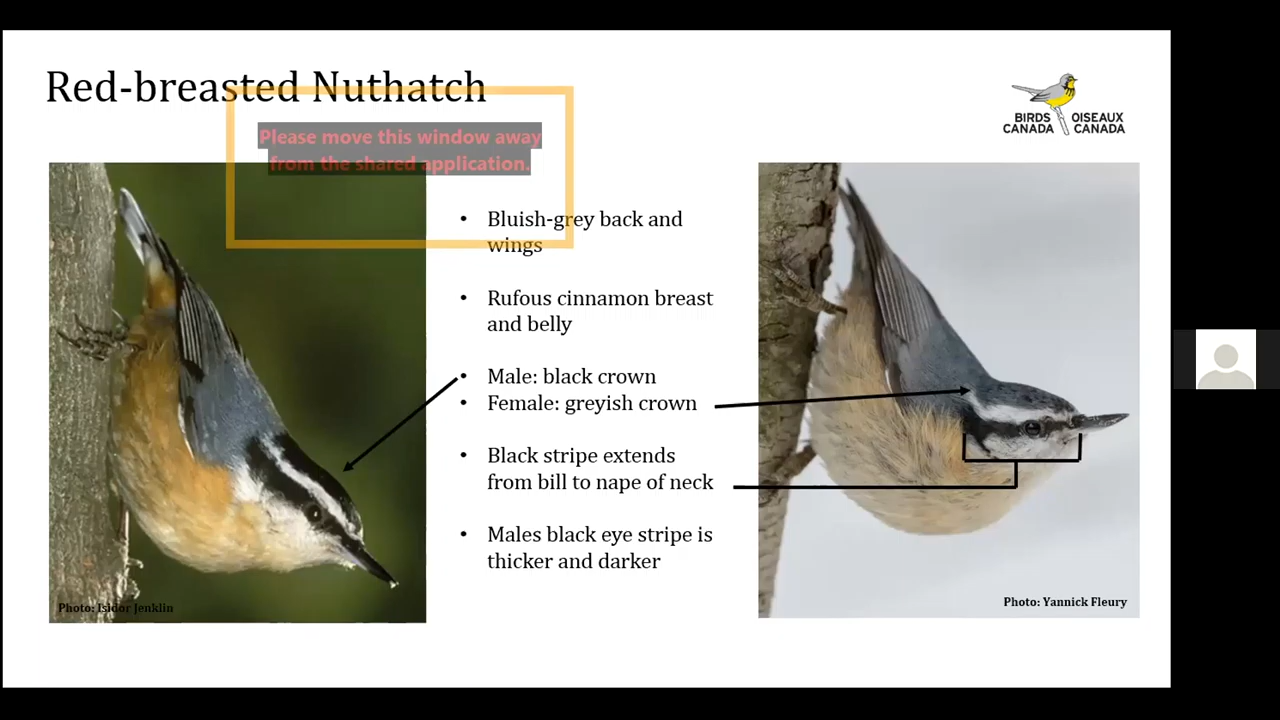 Red-breasted Nuthatch
Please move this window away
from the shared application.
BIRDS OISEAUX
CANADA CANADA
• Bluish-grey back and
wings
• Rufous cinnamon breast
and belly
• Male: black crown
• Female: greyish crown
• Black stripe extends
from bill to nape of neck
• Males black eye stripe is
thicker and darker
Photo: Isidor Jenklin
Photo: Yannick Fleury